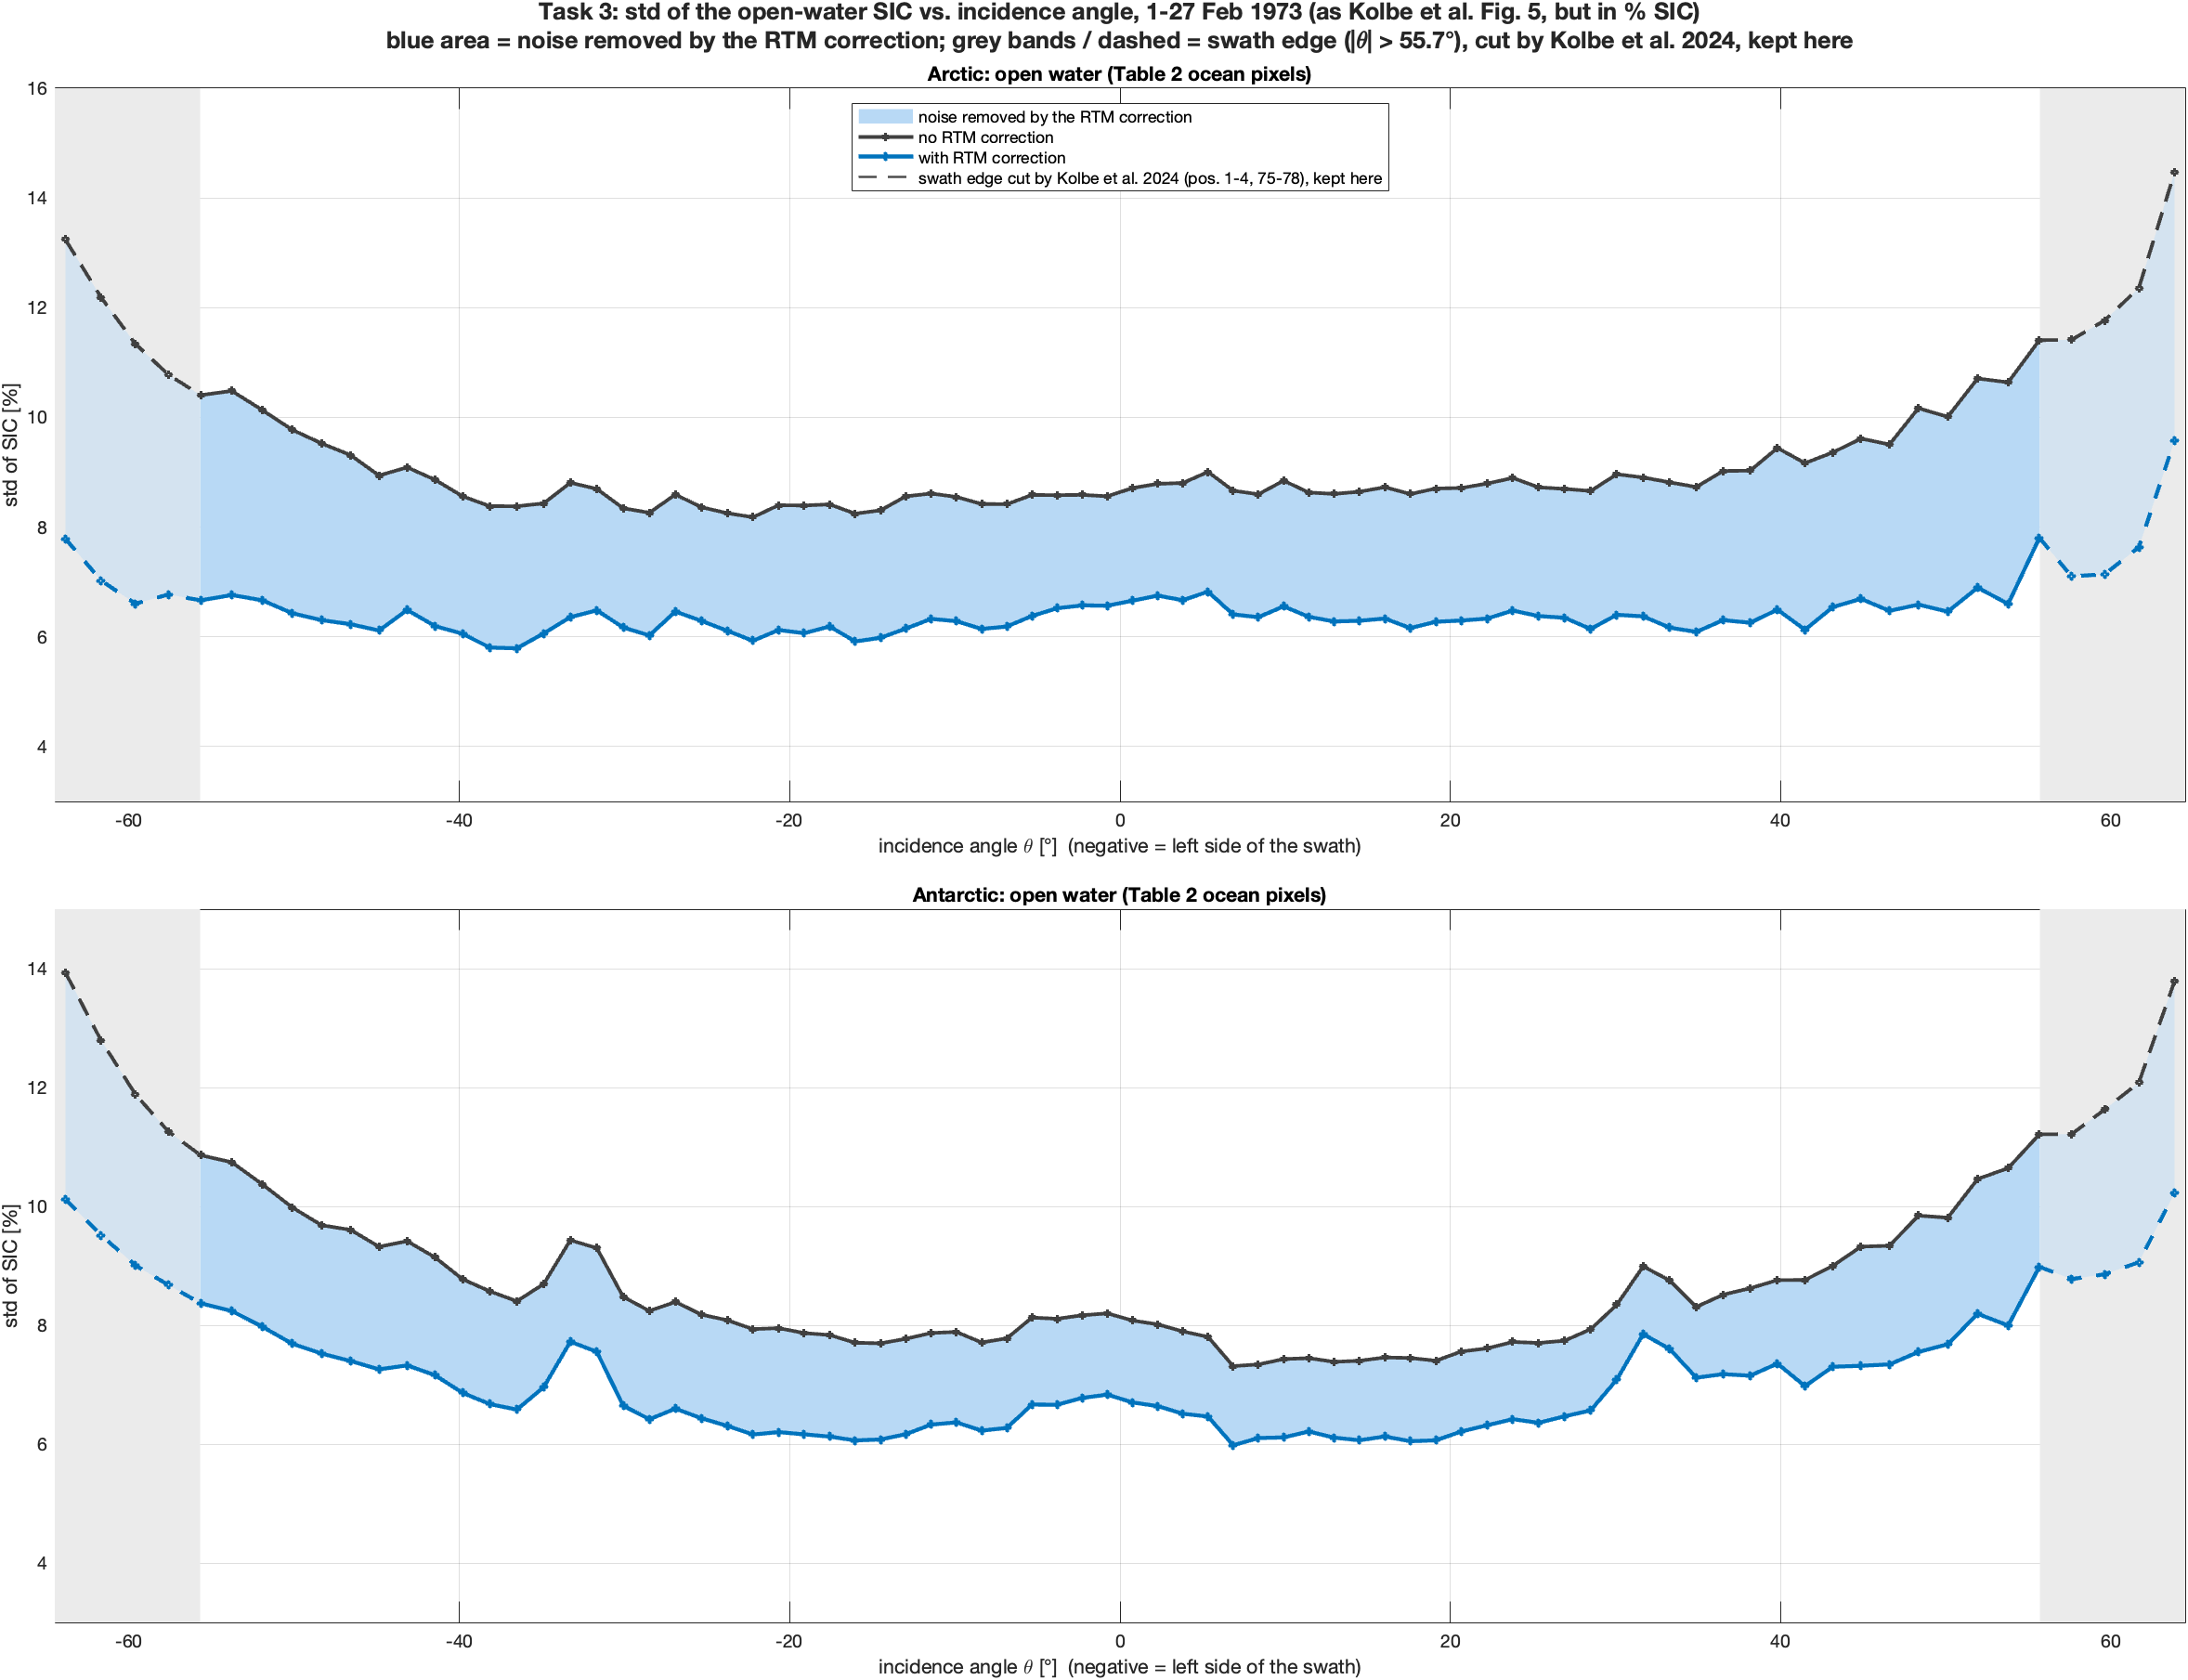 Task 3: std of the open-water SIC vs. incidence angle, 1-27 Feb 1973 (as Kolbe et al. Fig. 5, but in % SIC)
blue area = noise removed by the RTM correction; grey bands / dashed = swath edge (|θ| > 55.7°), cut by Kolbe et al. 2024, kept here
Arctic: open water (Table 2 ocean pixels)
16
14
12
10
8
6
4
std of SIC [%]
noise removed by the RTM correction
no RTM correction
with RTM correction
swath edge cut by Kolbe et al. 2024 (pos. 1-4, 75-78), kept here
-60 -40 -20 0 20 40 60
incidence angle θ [°] (negative = left side of the swath)
Antarctic: open water (Table 2 ocean pixels)
14
12
10
8
6
4
std of SIC [%]
-60 -40 -20 0 20 40 60
incidence angle θ [°] (negative = left side of the swath)